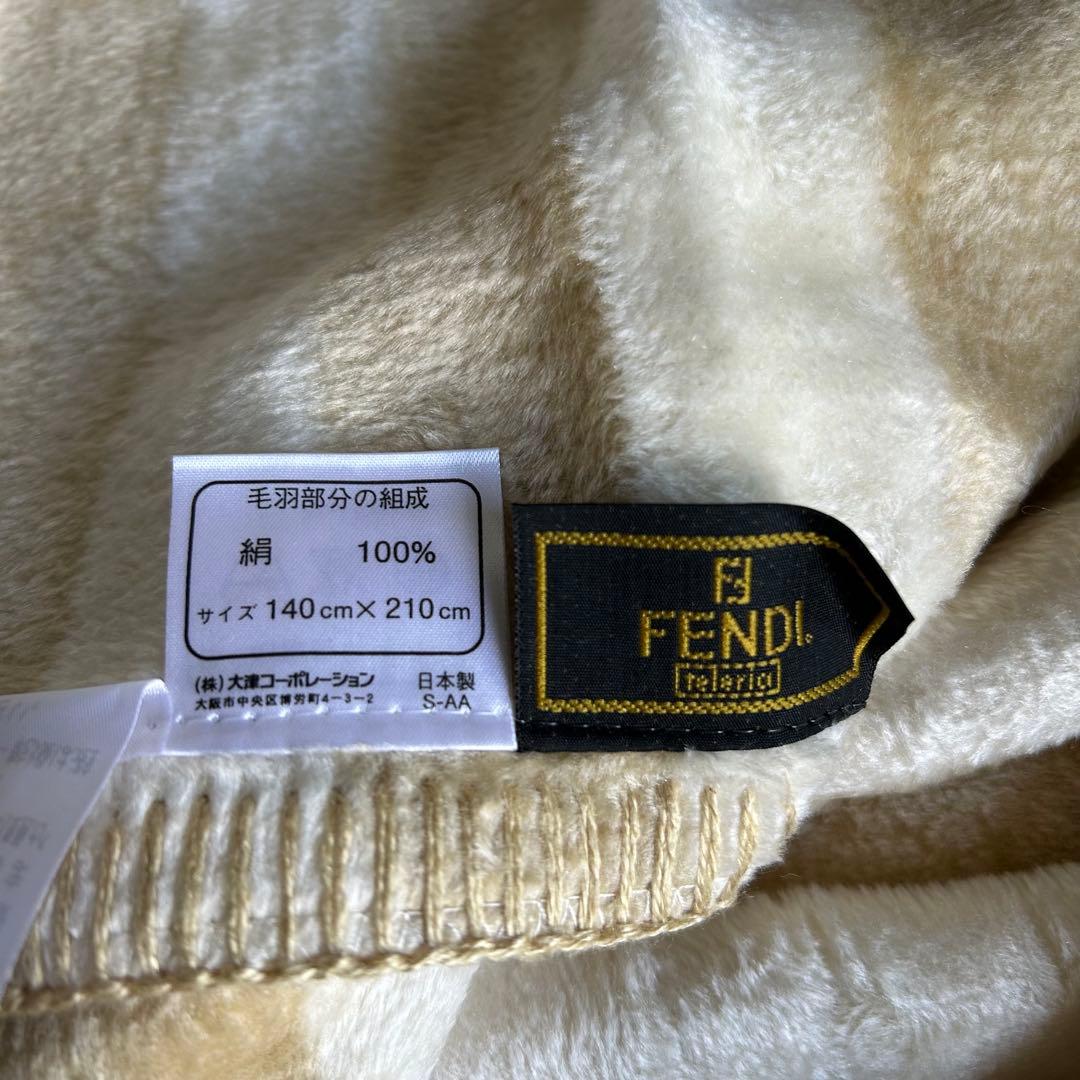 毛羽部分の組成
絹 100%
サイズ 140cm×210cm
(株)大津コーポレーション 日本製
大阪市中央区博労町4-3-2 S-AA
FENDI
telerici